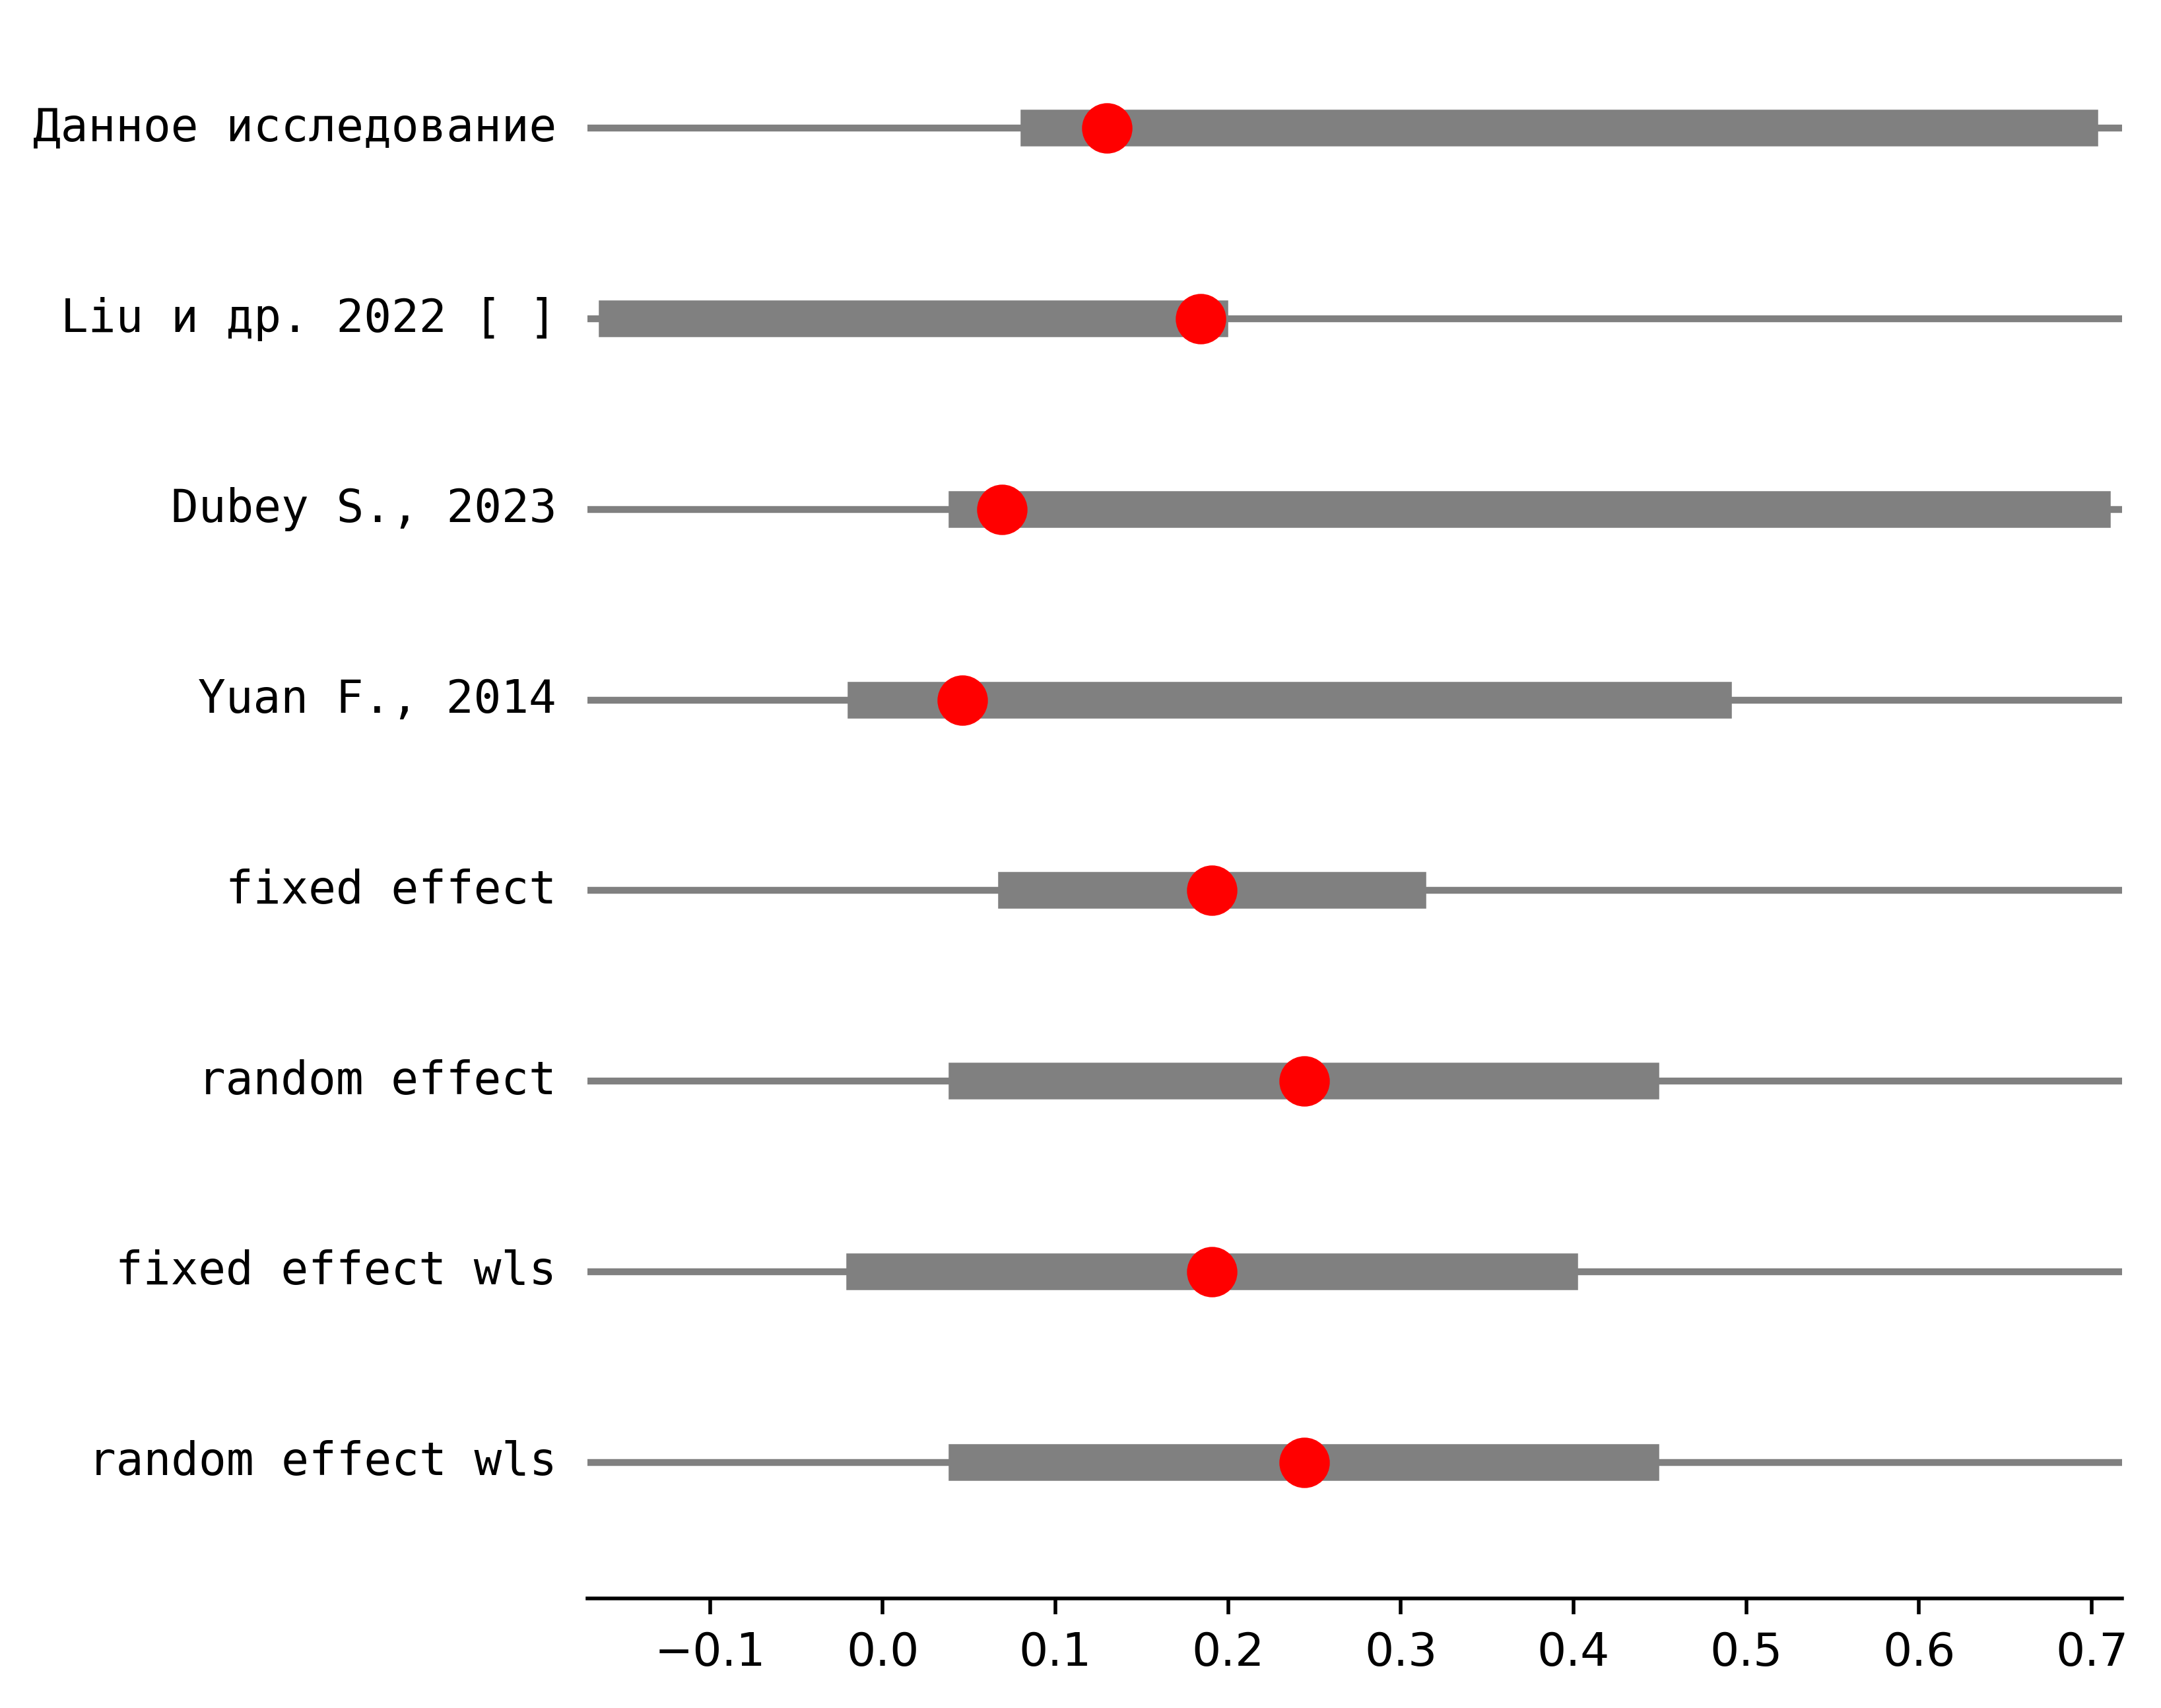 Данное исследование
Liu и др. 2022 [ ]
Dubey S., 2023
Yuan F., 2014
fixed effect
random effect
fixed effect wls
random effect wls
−0.1 0.0 0.1 0.2 0.3 0.4 0.5 0.6 0.7